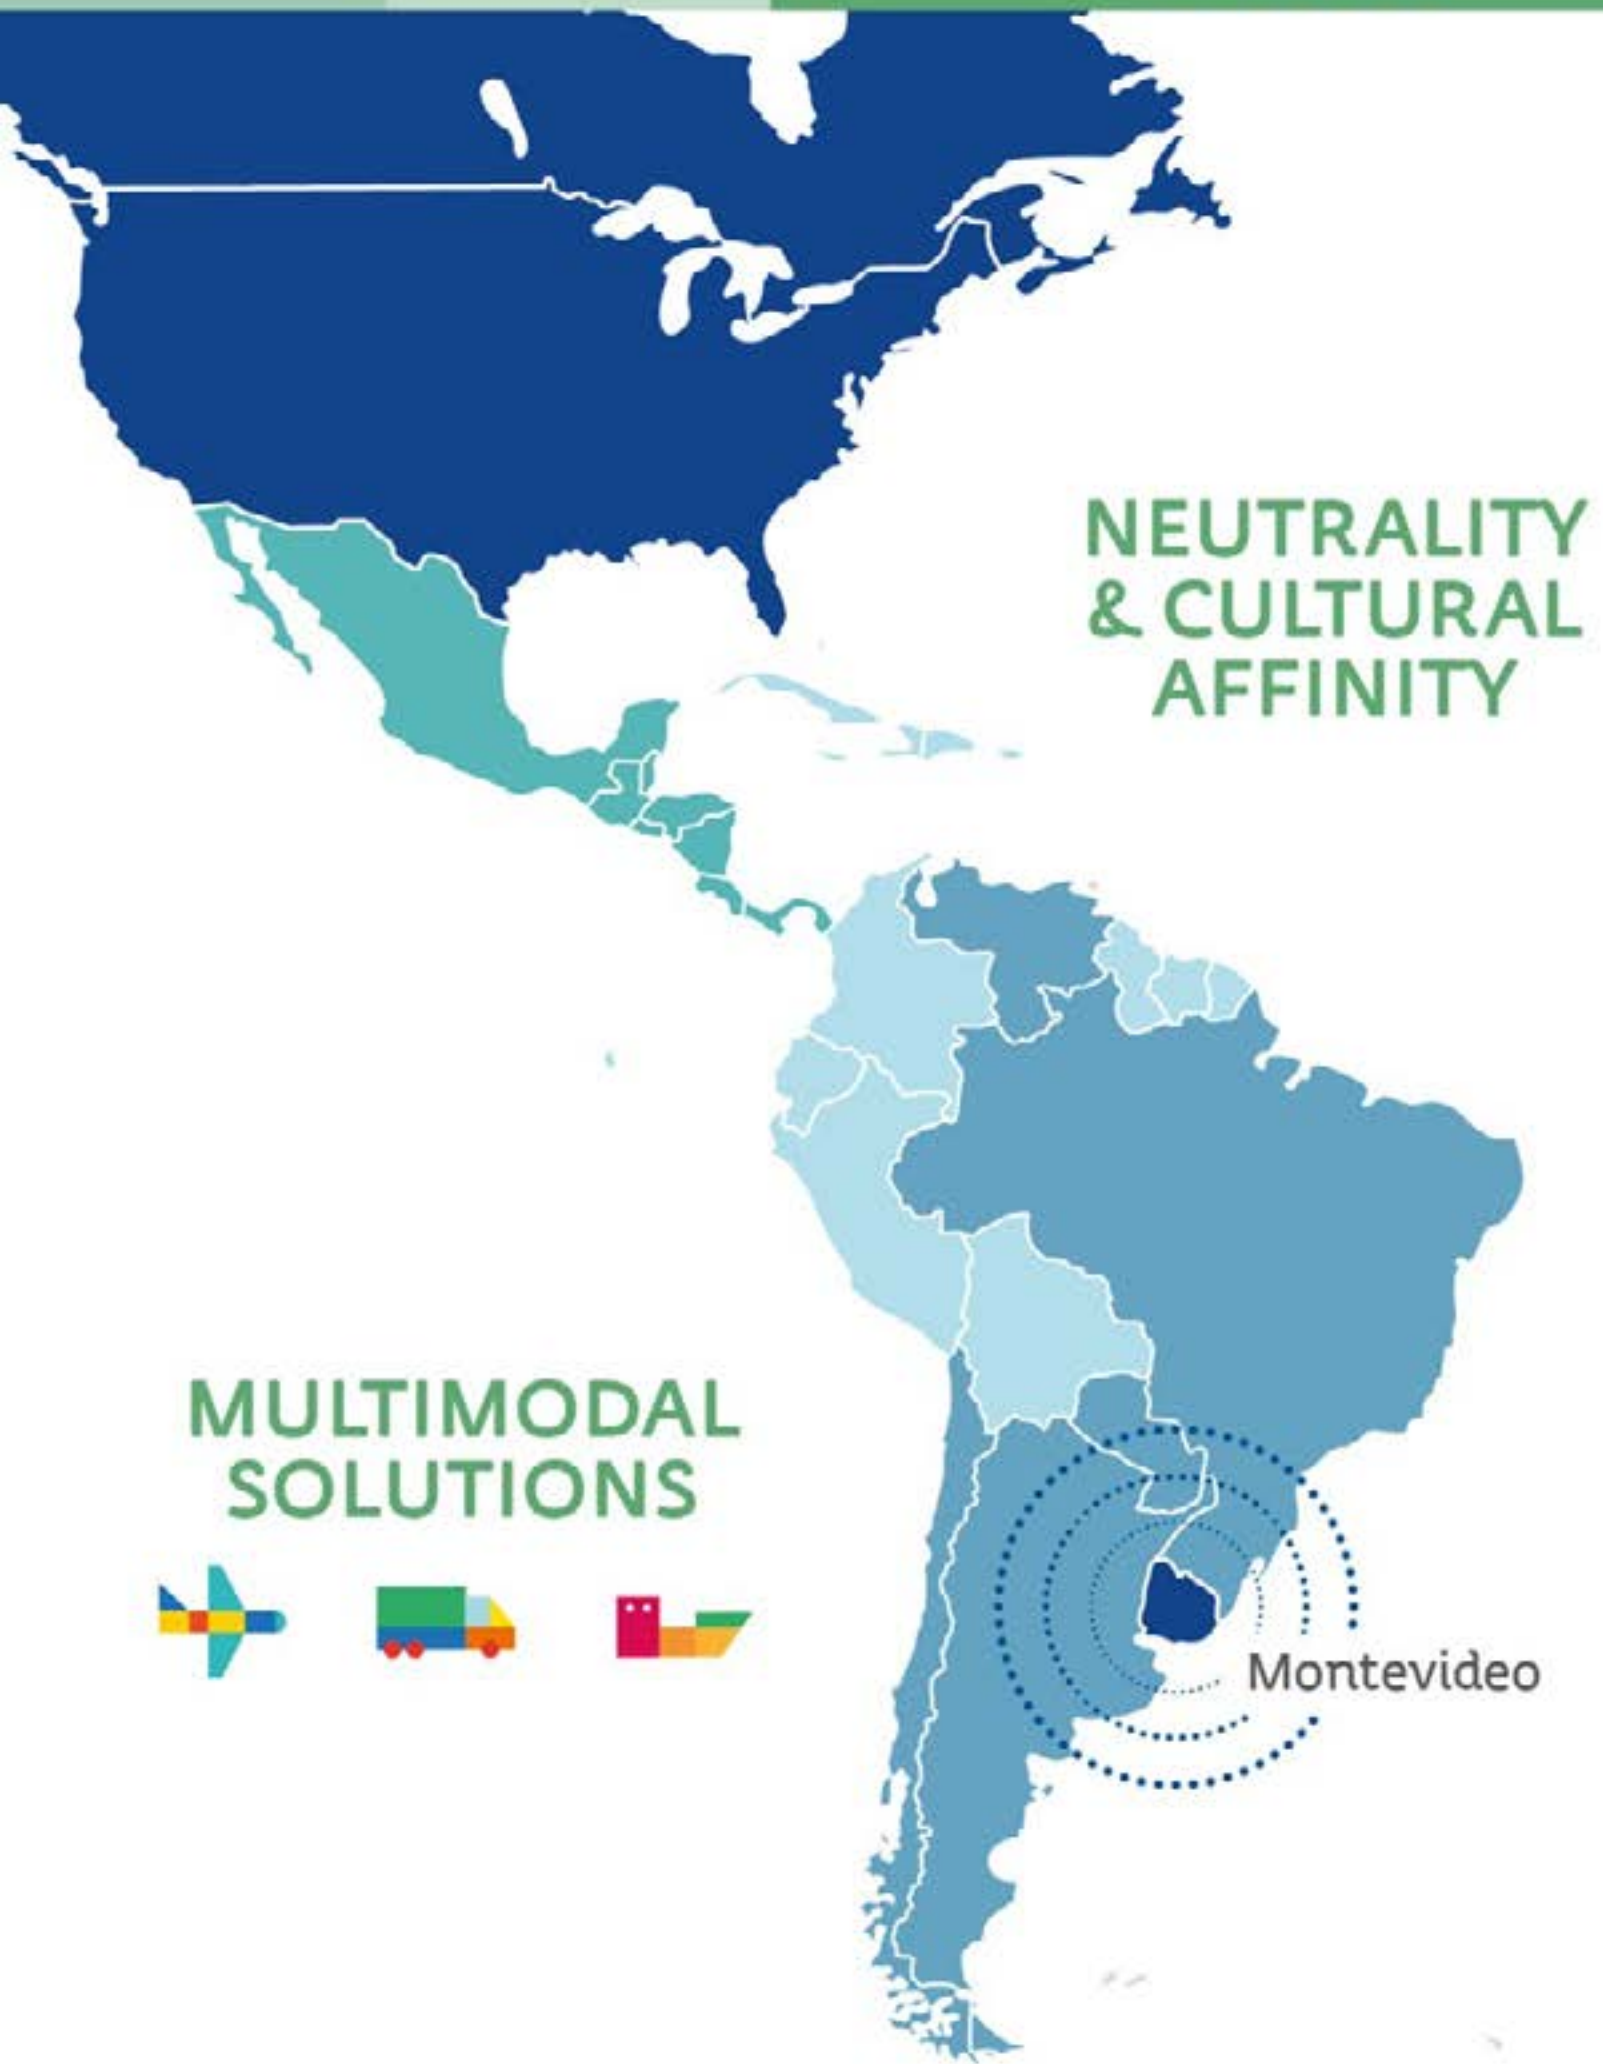 NEUTRALITY
& CULTURAL
AFFINITY
MULTIMODAL
SOLUTIONS
Montevideo